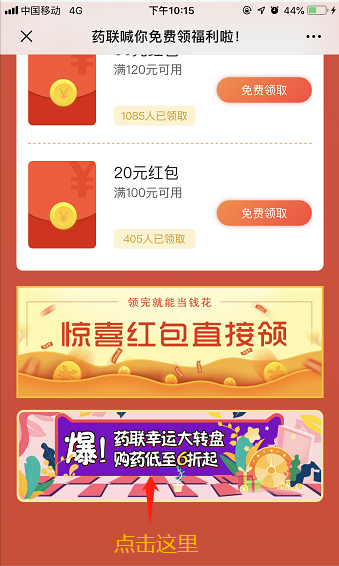 中国移动 4G 下午10:15 44%
药联喊你免费领福利啦！
满120元可用
免费领取
1085人已领取
20元红包
满100元可用
免费领取
405人已领取
领完就能当钱花
惊喜红包直接领
爆！
药联幸运大转盘
购药低至6折起
点击这里